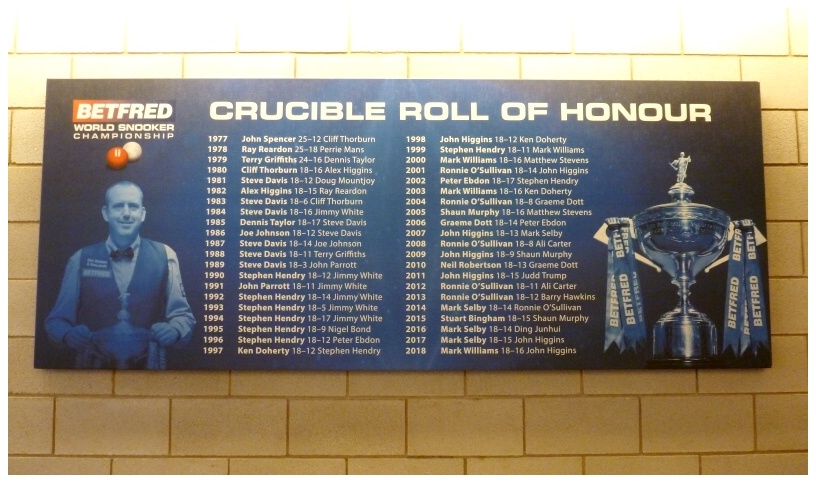 BETFRED
WORLD SNOOKER
CHAMPIONSHIP
CRUCIBLE ROLL OF HONOUR
1977 John Spencer 25–12 Cliff Thorburn
1978 Ray Reardon 25–18 Perrie Mans
1979 Terry Griffiths 24–16 Dennis Taylor
1980 Cliff Thorburn 18–16 Alex Higgins
1981 Steve Davis 18–12 Doug Mountjoy
1982 Alex Higgins 18–15 Ray Reardon
1983 Steve Davis 18–6 Cliff Thorburn
1984 Steve Davis 18–16 Jimmy White
1985 Dennis Taylor 18–17 Steve Davis
1986 Joe Johnson 18–12 Steve Davis
1987 Steve Davis 18–14 Joe Johnson
1988 Steve Davis 18–11 Terry Griffiths
1989 Steve Davis 18–3 John Parrott
1990 Stephen Hendry 18–12 Jimmy White
1991 John Parrott 18–11 Jimmy White
1992 Stephen Hendry 18–14 Jimmy White
1993 Stephen Hendry 18–5 Jimmy White
1994 Stephen Hendry 18–17 Jimmy White
1995 Stephen Hendry 18–9 Nigel Bond
1996 Stephen Hendry 18–12 Peter Ebdon
1997 Ken Doherty 18–12 Stephen Hendry
1998 John Higgins 18–12 Ken Doherty
1999 Stephen Hendry 18–11 Mark Williams
2000 Mark Williams 18–16 Matthew Stevens
2001 Ronnie O'Sullivan 18–14 John Higgins
2002 Peter Ebdon 18–17 Stephen Hendry
2003 Mark Williams 18–16 Ken Doherty
2004 Ronnie O'Sullivan 18–8 Graeme Dott
2005 Shaun Murphy 18–16 Matthew Stevens
2006 Graeme Dott 18–14 Peter Ebdon
2007 John Higgins 18–13 Mark Selby
2008 Ronnie O'Sullivan 18–8 Ali Carter
2009 John Higgins 18–9 Shaun Murphy
2010 Neil Robertson 18–13 Graeme Dott
2011 John Higgins 18–15 Judd Trump
2012 Ronnie O'Sullivan 18–11 Ali Carter
2013 Ronnie O'Sullivan 18–12 Barry Hawkins
2014 Mark Selby 18–14 Ronnie O'Sullivan
2015 Stuart Bingham 18–15 Shaun Murphy
2016 Mark Selby 18–14 Ding Junhui
2017 Mark Selby 18–15 John Higgins
2018 Mark Williams 18–16 John Higgins
BETFRED
BETFRED
BETFRED
BETFRED